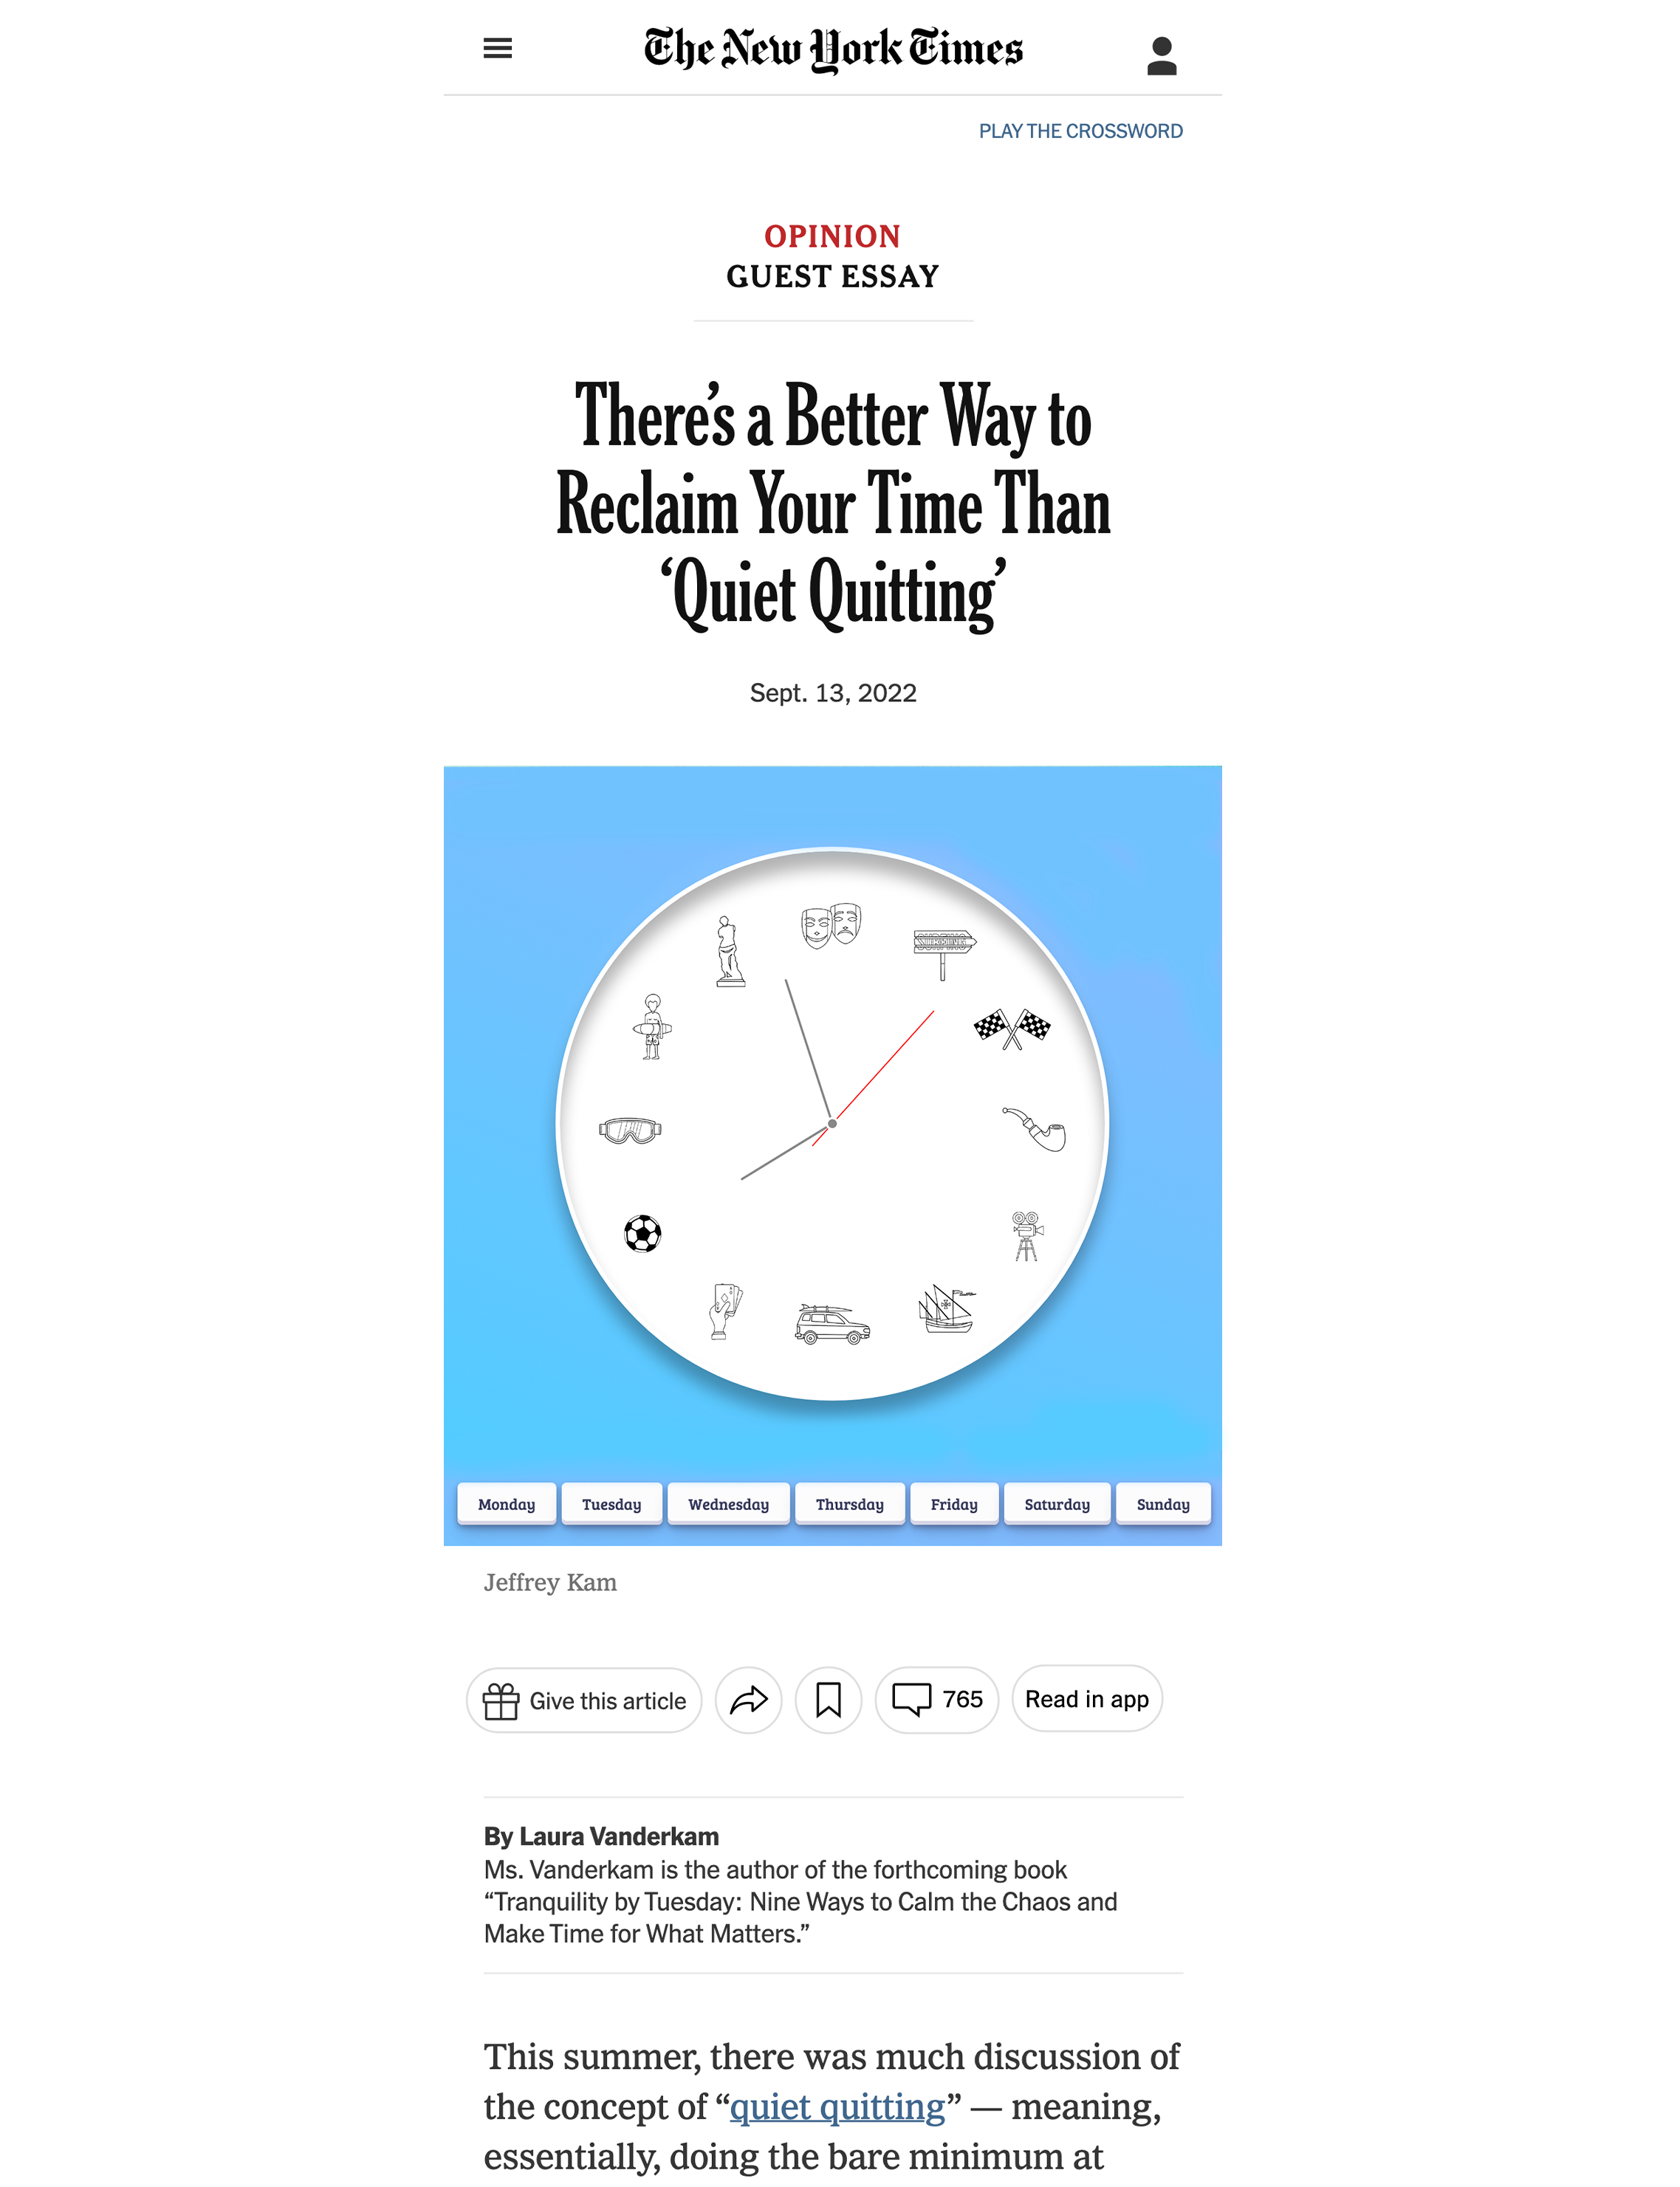 The New York Times
PLAY THE CROSSWORD
OPINION
GUEST ESSAY
There’s a Better Way to
Reclaim Your Time Than
‘Quiet Quitting’
Sept. 13, 2022
Monday
Tuesday
Wednesday
Thursday
Friday
Saturday
Sunday
Jeffrey Kam
Give this article
765
Read in app
By Laura Vanderkam
Ms. Vanderkam is the author of the forthcoming book
“Tranquility by Tuesday: Nine Ways to Calm the Chaos and
Make Time for What Matters.”
This summer, there was much discussion of
the concept of “quiet quitting” — meaning,
essentially, doing the bare minimum at